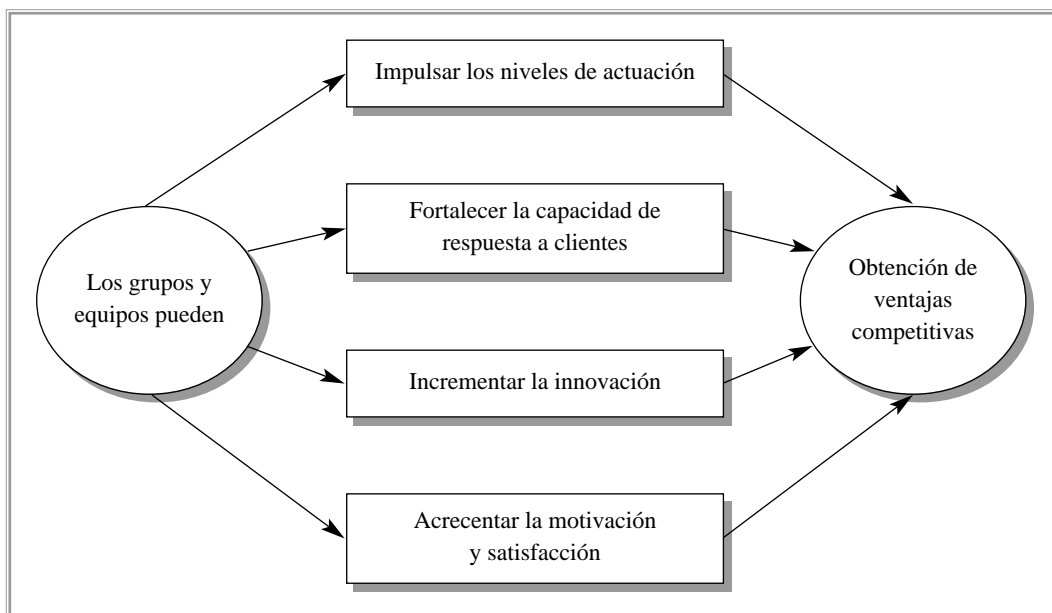 Impulsar los niveles de actuación
Fortalecer la capacidad de
respuesta a clientes
Los grupos y
equipos pueden
Obtención de
ventajas
competitivas
Incrementar la innovación
Acrecentar la motivación
y satisfacción